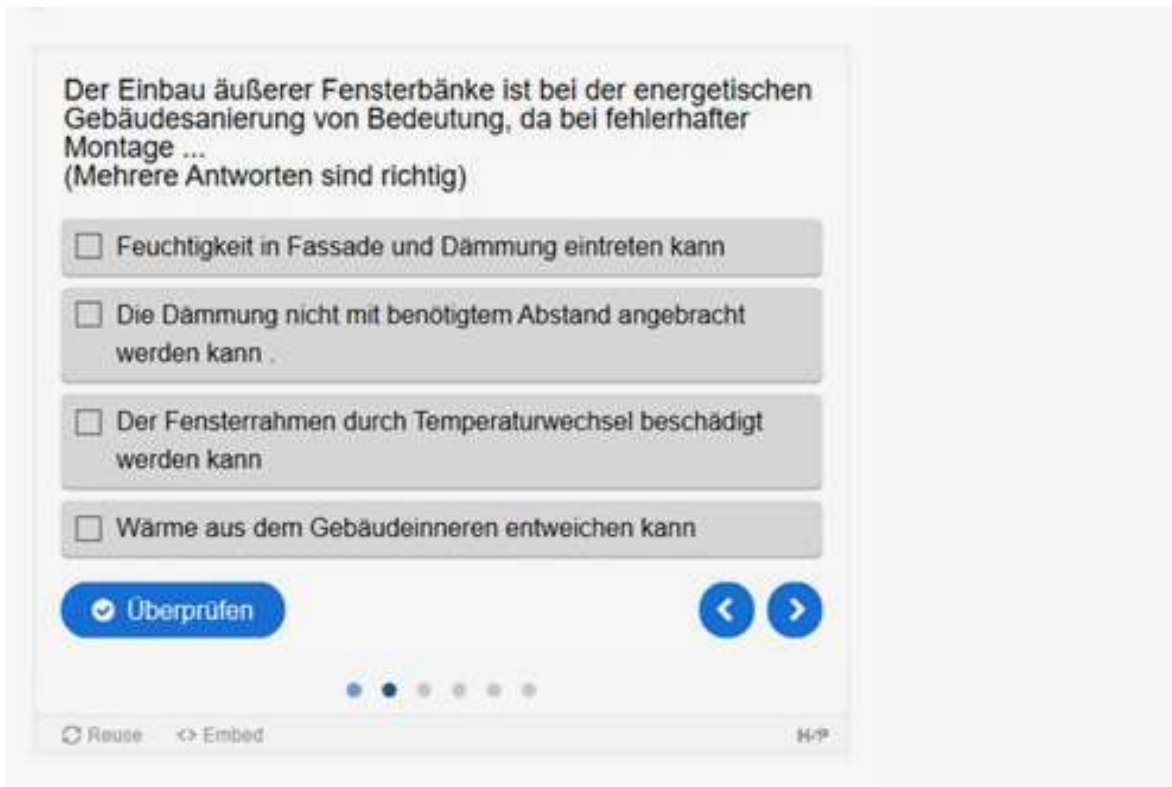 Der Einbau äußerer Fensterbänke ist bei der energetischen
Gebäudesanierung von Bedeutung, da bei fehlerhafter
Montage ...
(Mehrere Antworten sind richtig)
Feuchtigkeit in Fassade und Dämmung eintreten kann
Die Dämmung nicht mit benötigtem Abstand angebracht
werden kann .
Der Fensterrahmen durch Temperaturwechsel beschädigt
werden kann
Wärme aus dem Gebäudeinneren entweichen kann
Überprüfen
Reuse <> Embed H5P